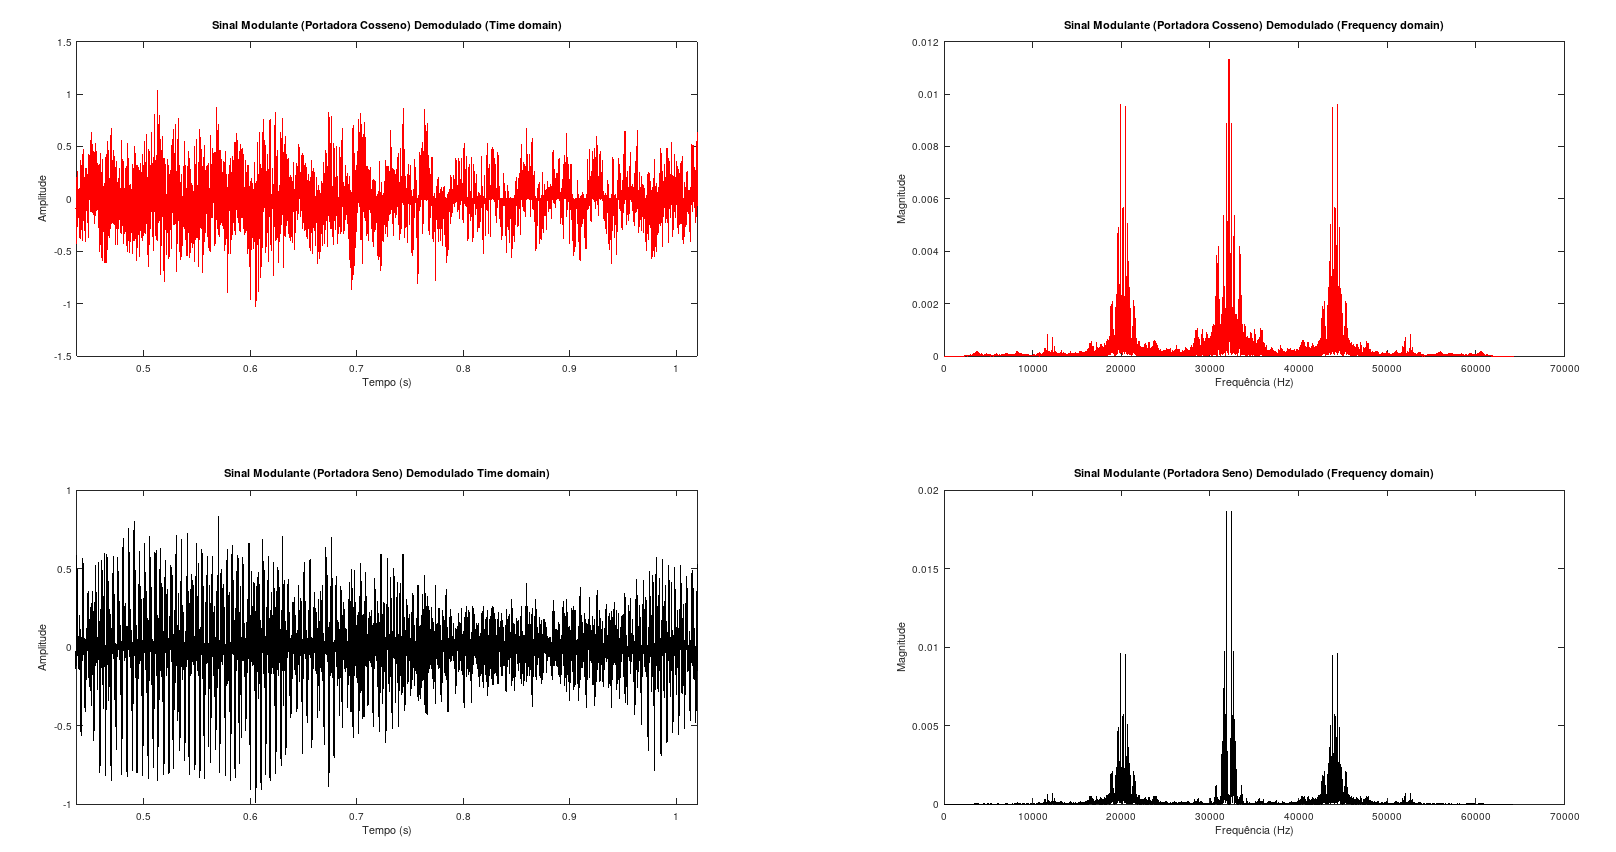 Sinal Modulante (Portadora Cosseno) Demodulado (Time domain)
1.5
1
0.5
0
-0.5
-1
-1.5
Amplitude
0.5 0.6 0.7 0.8 0.9 1
Tempo (s)
Sinal Modulante (Portadora Cosseno) Demodulado (Frequency domain)
0.012
0.01
0.008
0.006
0.004
0.002
0
Magnitude
0 10000 20000 30000 40000 50000 60000 70000
Frequência (Hz)
Sinal Modulante (Portadora Seno) Demodulado Time domain)
1
0.5
0
-0.5
-1
Amplitude
0.5 0.6 0.7 0.8 0.9 1
Tempo (s)
Sinal Modulante (Portadora Seno) Demodulado (Frequency domain)
0.02
0.015
0.01
0.005
0
Magnitude
0 10000 20000 30000 40000 50000 60000 70000
Frequência (Hz)